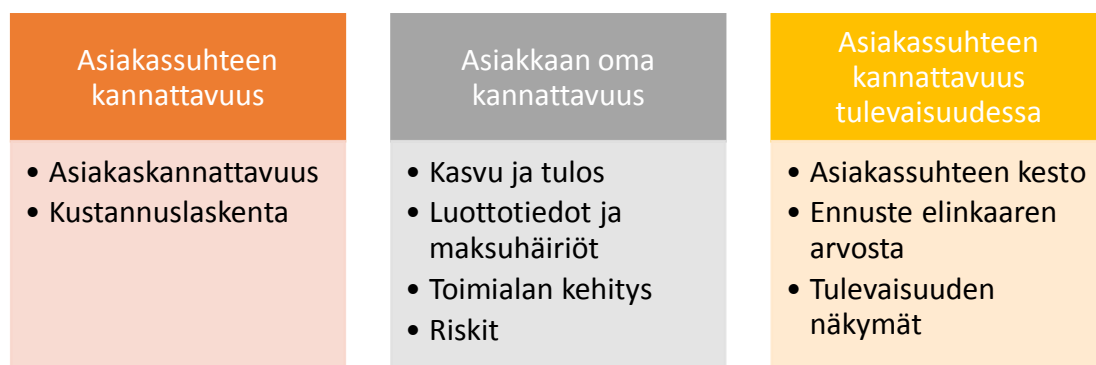 Asiakassuhteen
kannattavuus
• Asiakaskannattavuus
• Kustannuslaskenta
Asiakkaan oma
kannattavuus
• Kasvu ja tulos
• Luottotiedot ja
maksuhäiriöt
• Toimialan kehitys
• Riskit
Asiakassuhteen
kannattavuus
tulevaisuudessa
• Asiakassuhteen kesto
• Ennuste elinkaaren
arvosta
• Tulevaisuuden
näkymät